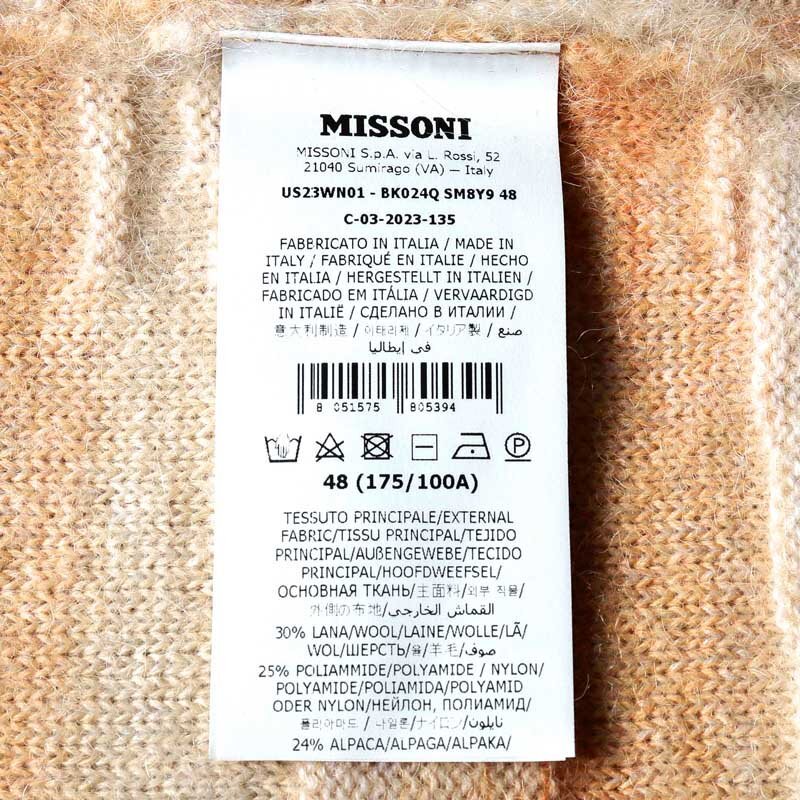 MISSONI
MISSONI S.p.A. via L. Rossi, 52
21040 Sumirago (VA) — Italy
US23WN01 - BK024Q SM8Y9 48
C-03-2023-135
FABBRICATO IN ITALIA / MADE IN
ITALY / FABRIQUÉ EN ITALIE / HECHO
EN ITALIA / HERGESTELLT IN ITALIEN /
FABRICADO EM ITÁLIA / VERVAARDIGD
IN ITALIË / СДЕЛАНО В ИТАЛИИ /
意大利制造 / 이태리제 / イタリア製 / صنع
في إيطاليا
8 051575 805394
P
48 (175/100A)
TESSUTO PRINCIPALE/EXTERNAL
FABRIC/TISSU PRINCIPAL/TEJIDO
PRINCIPAL/AUßENGEWEBE/TECIDO
PRINCIPAL/HOOFDWEEFSEL/
ОСНОВНАЯ ТКАНЬ/主面料/외부 직물/
外側の布地/القماش الخارجي/
30% LANA/WOOL/LAINE/WOLLE/LÃ/
WOL/ШЕРСТЬ/울/羊毛/صوف/
25% POLIAMMIDE/POLYAMIDE / NYLON/
POLYAMIDE/POLIAMIDA/POLYAMID
ODER NYLON/НЕЙЛОН, ПОЛИАМИД/
폴리아마드 / 나일론/ナイロン/نايلون/
24% ALPACA/ALPAGA/ALPAKA/